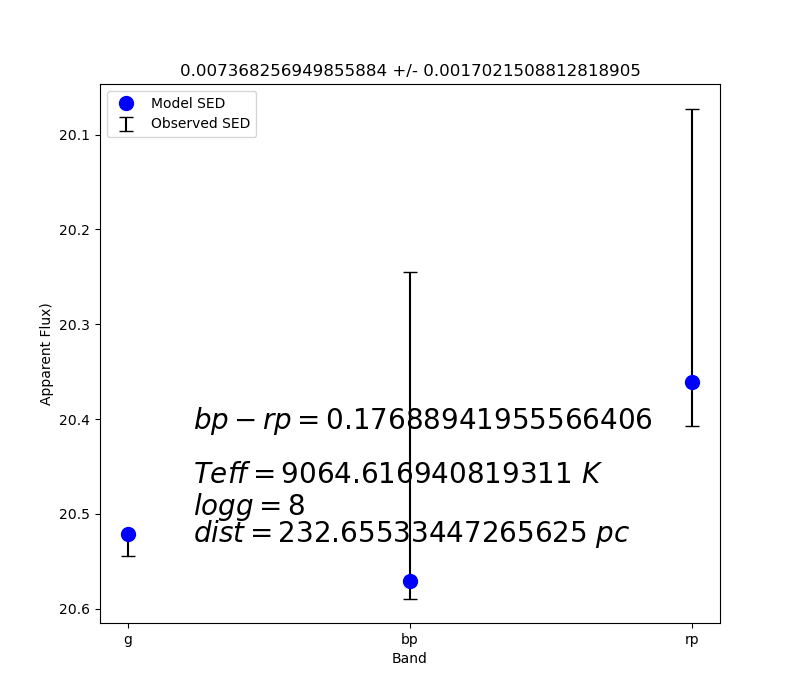 0.007368256949855884 +/- 0.0017021508812818905
Model SED
Observed SED
20.1
20.2
20.3
20.4
20.5
20.6
Apparent Flux)
bp − rp = 0.17688941955566406
Teff = 9064.616940819311 K
logg = 8
dist = 232.65533447265625 pc
g
bp
rp
Band